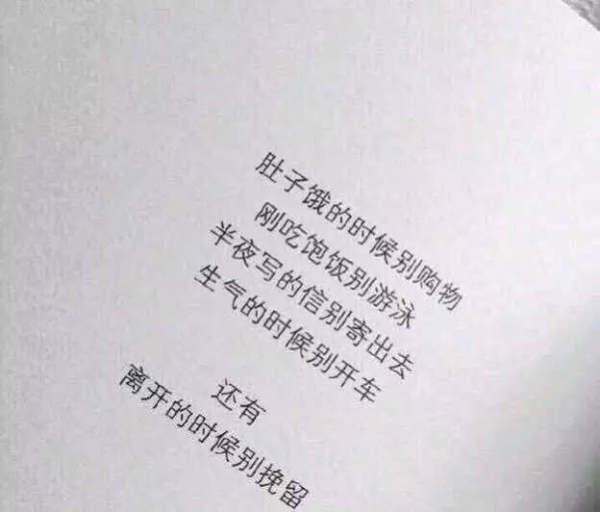 肚子饿的时候别购物
刚吃饱饭别游泳
半夜写的信别寄出去
生气的时候别开车
还有
离开的时候别挽留